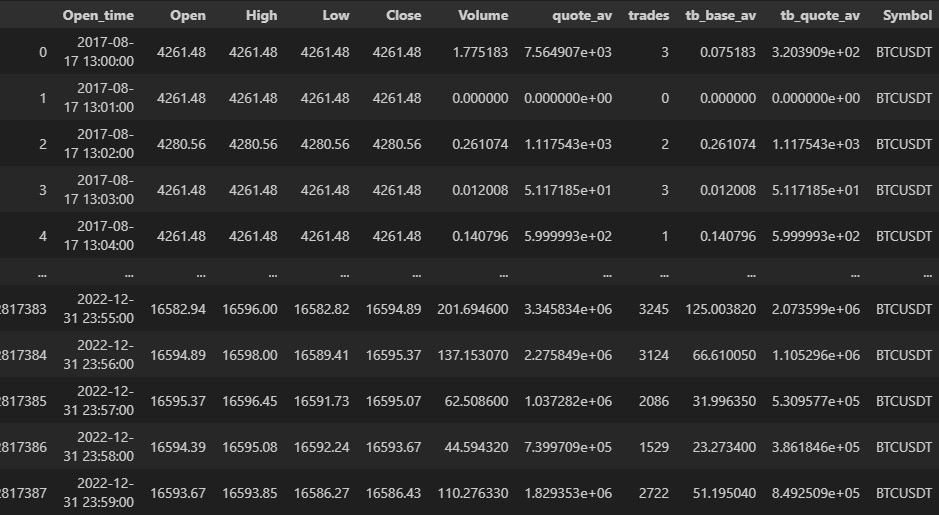 Open_time Open High Low Close Volume quote_av trades tb_base_av tb_quote_av Symbol
0 2017-08-17 13:00:00 4261.48 4261.48 4261.48 4261.48 1.775183 7.564907e+03 3 0.075183 3.203909e+02 BTCUSDT
1 2017-08-17 13:01:00 4261.48 4261.48 4261.48 4261.48 0.000000 0.000000e+00 0 0.000000 0.000000e+00 BTCUSDT
2 2017-08-17 13:02:00 4280.56 4280.56 4280.56 4280.56 0.261074 1.117543e+03 2 0.261074 1.117543e+03 BTCUSDT
3 2017-08-17 13:03:00 4261.48 4261.48 4261.48 4261.48 0.012008 5.117185e+01 3 0.012008 5.117185e+01 BTCUSDT
4 2017-08-17 13:04:00 4261.48 4261.48 4261.48 4261.48 0.140796 5.999993e+02 1 0.140796 5.999993e+02 BTCUSDT
... ... ... ... ... ... ... ... ... ... ... ...
2817383 2022-12-31 23:55:00 16582.94 16596.00 16582.82 16594.89 201.694600 3.345834e+06 3245 125.003820 2.073599e+06 BTCUSDT
2817384 2022-12-31 23:56:00 16594.89 16598.00 16589.41 16595.37 137.153070 2.275849e+06 3124 66.610050 1.105296e+06 BTCUSDT
2817385 2022-12-31 23:57:00 16595.37 16596.45 16591.73 16595.07 62.508600 1.037282e+06 2086 31.996350 5.309577e+05 BTCUSDT
2817386 2022-12-31 23:58:00 16594.39 16595.08 16592.24 16593.67 44.594320 7.399709e+05 1529 23.273400 3.861846e+05 BTCUSDT
2817387 2022-12-31 23:59:00 16593.67 16593.85 16586.27 16586.43 110.276330 1.829353e+06 2722 51.195040 8.492509e+05 BTCUSDT